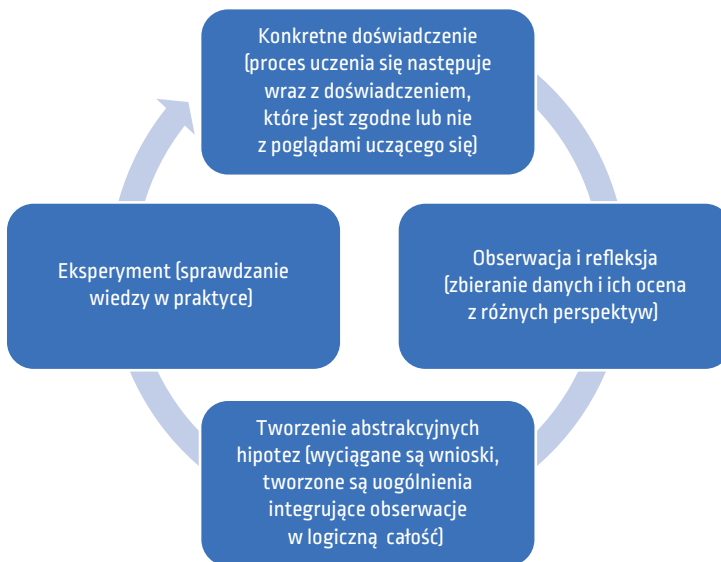 Konkretne doświadczenie
(proces uczenia się następuje
wraz z doświadczeniem,
które jest zgodne lub nie
z poglądami uczącego się)
Obserwacja i refleksja
(zbieranie danych i ich ocena
z różnych perspektyw)
Tworzenie abstrakcyjnych
hipotez (wyciągane są wnioski,
tworzone są uogólnienia
integrujące obserwacje
w logiczną całość)
Eksperyment (sprawdzanie
wiedzy w praktyce)